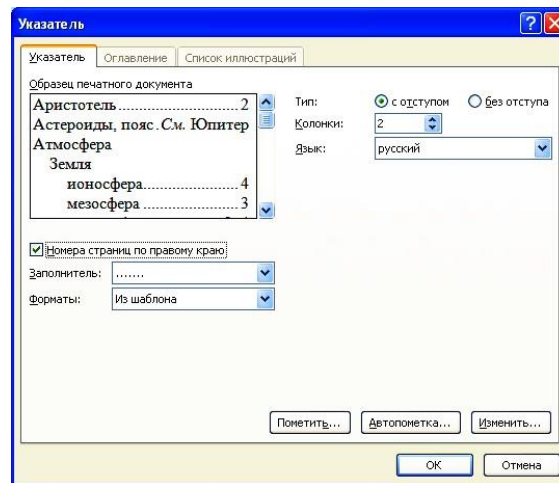 Указатель
Указатель Оглавление Список иллюстраций
Образец печатного документа
Аристотель 2
Астероиды, пояс. См. Юпитер
Атмосфера
Земля
ионосфера 4
мезосфера 3
Тип: с отступом без отступа
Колонки: 2
Язык: русский
Номера страниц по правому краю
Заполнитель: .......
Форматы: Из шаблона
Пометить... Автопометка... Изменить...
ОК Отмена